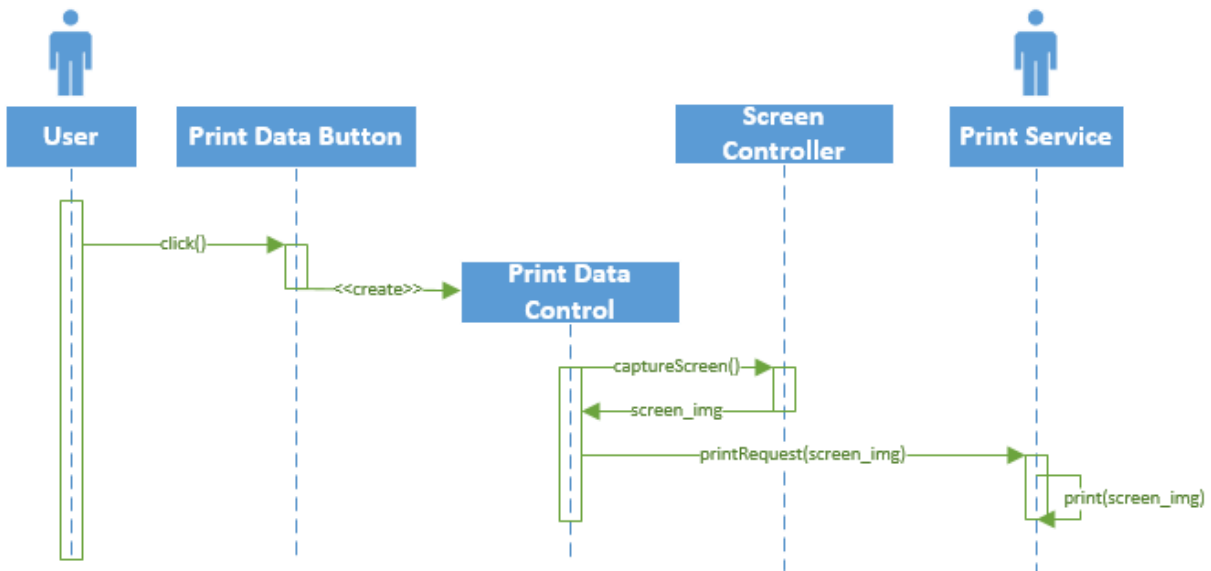 User
Print Data Button
Screen
Controller
Print Service
click()
<<create>>
Print Data
Control
captureScreen()
screen_img
printRequest(screen_img)
print(screen_img)